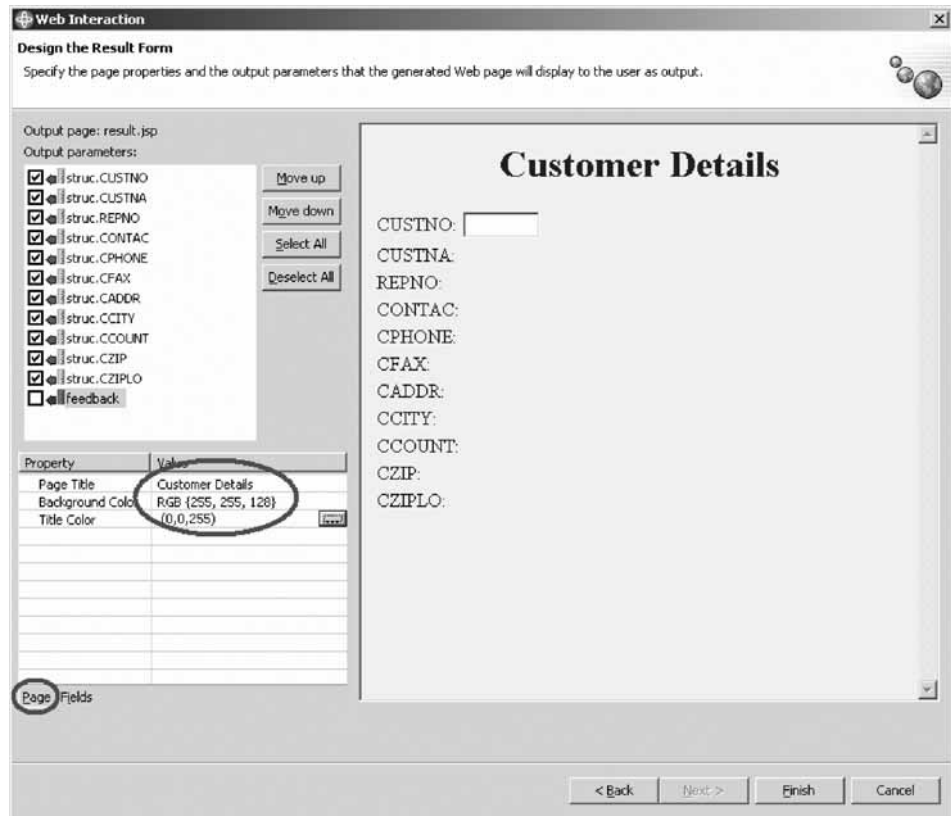 Web Interaction
Design the Result Form
Specify the page properties and the output parameters that the generated Web page will display to the user as output.
Output page: result.jsp
Output parameters:
struc.CUSTNO
struc.CUSTNA
struc.REPNO
struc.CONTAC
struc.CPHONE
struc.CFAX
struc.CADDR
struc.CCITY
struc.CCOUNT
struc.CZIP
struc.CZIPLO
feedback
Move up
Move down
Select All
Deselect All
Property Value
Page Title Customer Details
Background Color RGB {255, 255, 128}
Title Color (0,0,255)
Page Fields
Customer Details
CUSTNO:
CUSTNA:
REPNO:
CONTAC:
CPHONE:
CFAX:
CADDR:
CCITY:
CCOUNT:
CZIP:
CZIPLO:
< Back Next > Finish Cancel